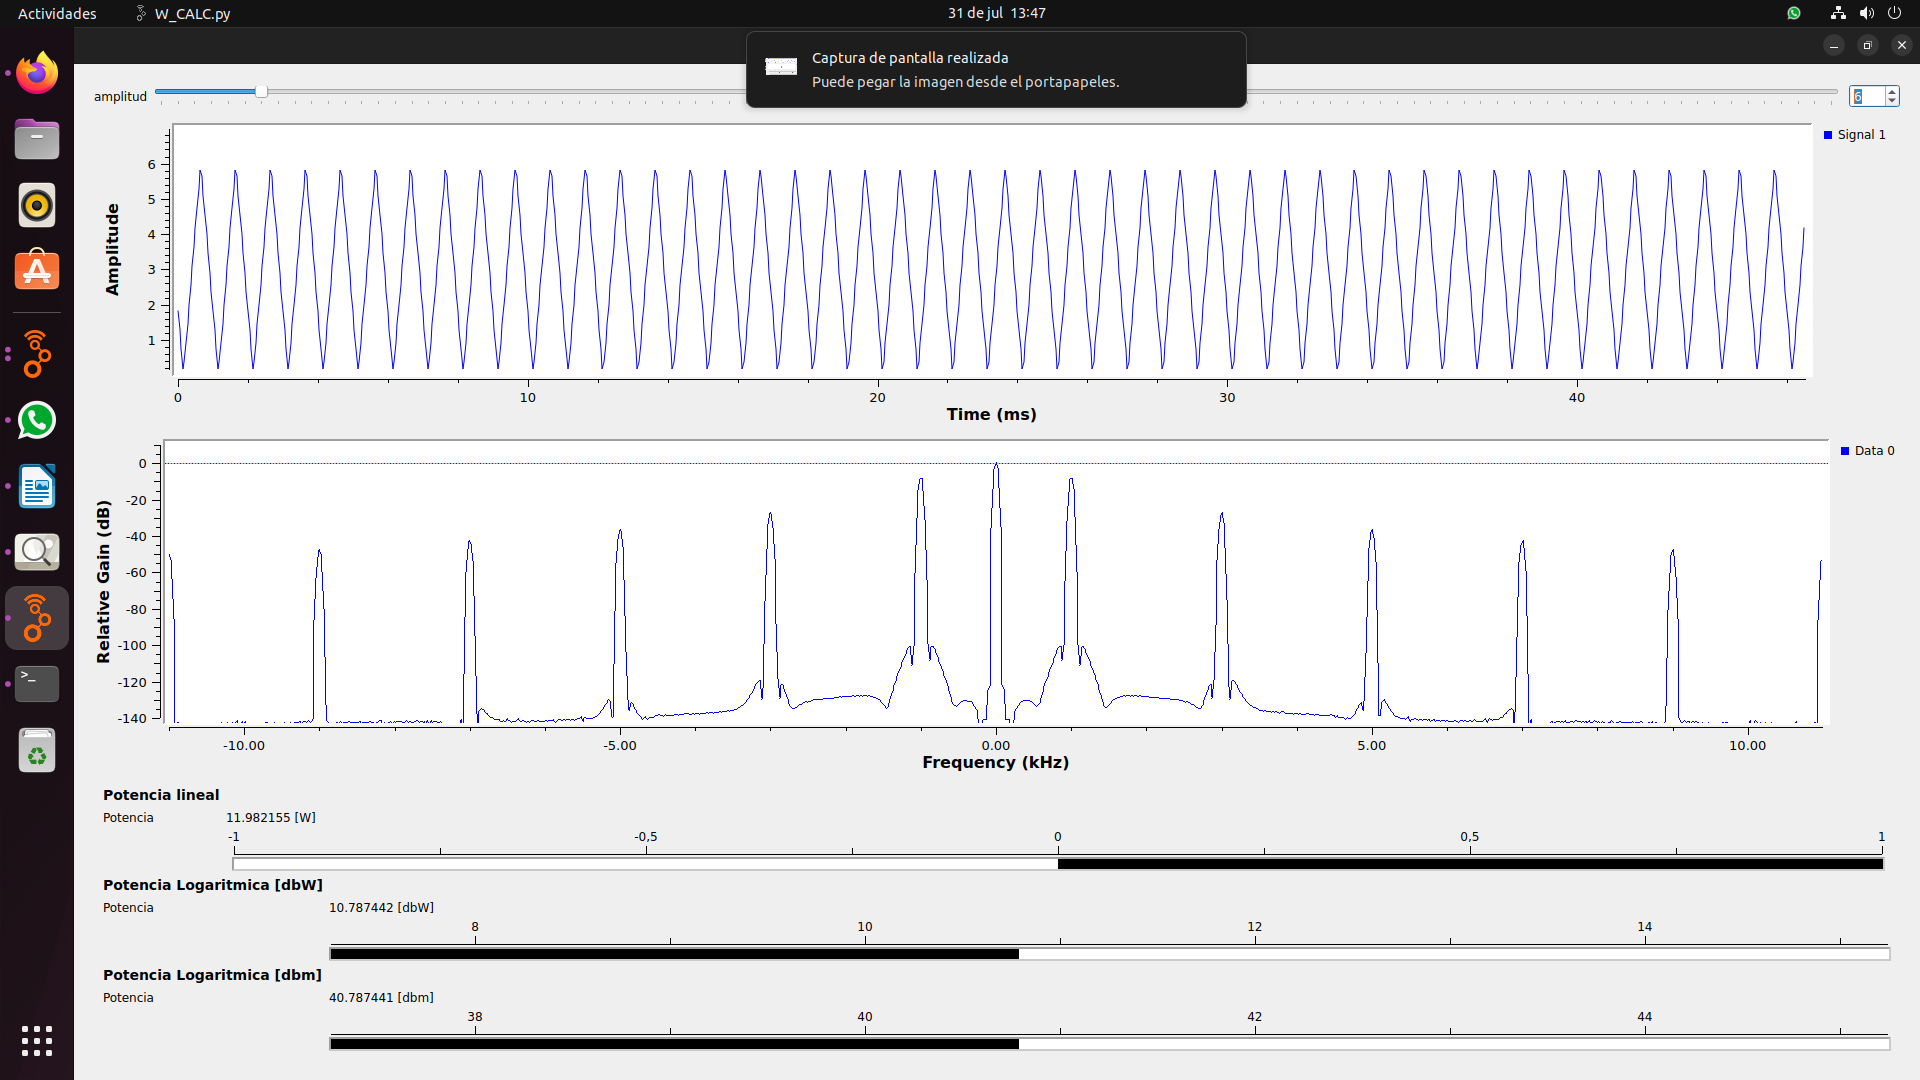 Actividades
W_CALC.py
31 de jul 13:47
Captura de pantalla realizada
Puede pegar la imagen desde el portapapeles.
amplitud
6
Signal 1
Amplitude
6
5
4
3
2
1
0 10 20 30 40
Time (ms)
Data 0
Relative Gain (dB)
0
-20
-40
-60
-80
-100
-120
-140
-10.00 -5.00 0.00 5.00 10.00
Frequency (kHz)
Potencia lineal
Potencia 11.982155 [W]
-1 -0,5 0 0,5 1
Potencia Logaritmica [dbW]
Potencia 10.787442 [dbW]
8 10 12 14
Potencia Logaritmica [dbm]
Potencia 40.787441 [dbm]
38 40 42 44